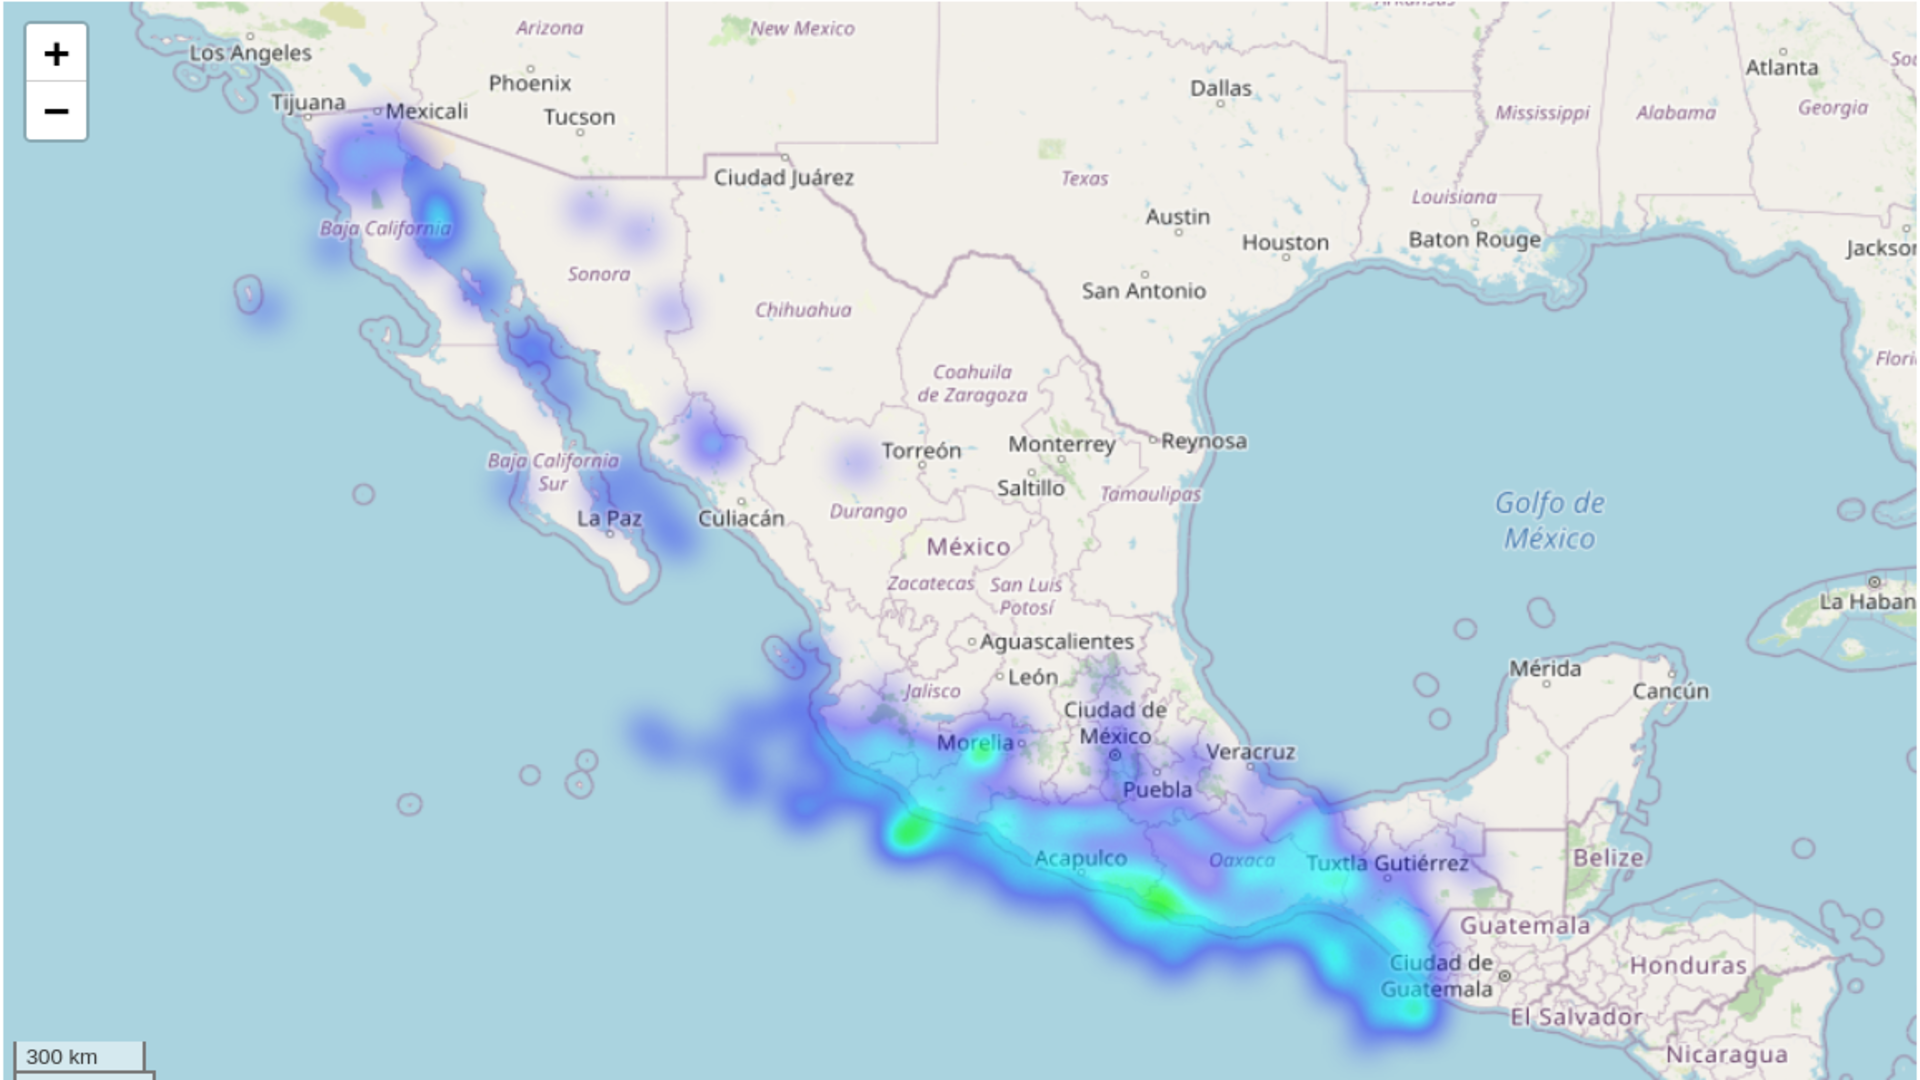 Arkansas
Arizona
New Mexico
Los Angeles
+
Phoenix
Dallas
Atlanta
Sou
Tijuana
Mexicali
Tucson
Mississippi
Alabama
Georgia
−
Ciudad Juárez
Texas
Louisiana
Baja California
Austin
Houston
Baton Rouge
Jackson
Sonora
San Antonio
Chihuahua
Flori
Coahuila
de Zaragoza
Torreón
Monterrey
Reynosa
Baja California
Sur
Saltillo
Tamaulipas
La Paz
Culiacán
Durango
Golfo de
México
México
Zacatecas
San Luis
Potosí
La Haban
Aguascalientes
León
Jalisco
Mérida
Cancún
Ciudad de
México
Morelia
Veracruz
Puebla
Acapulco
Oaxaca
Tuxtla Gutiérrez
Belize
Guatemala
Ciudad de
Guatemala
Honduras
El Salvador
300 km
Nicaragua